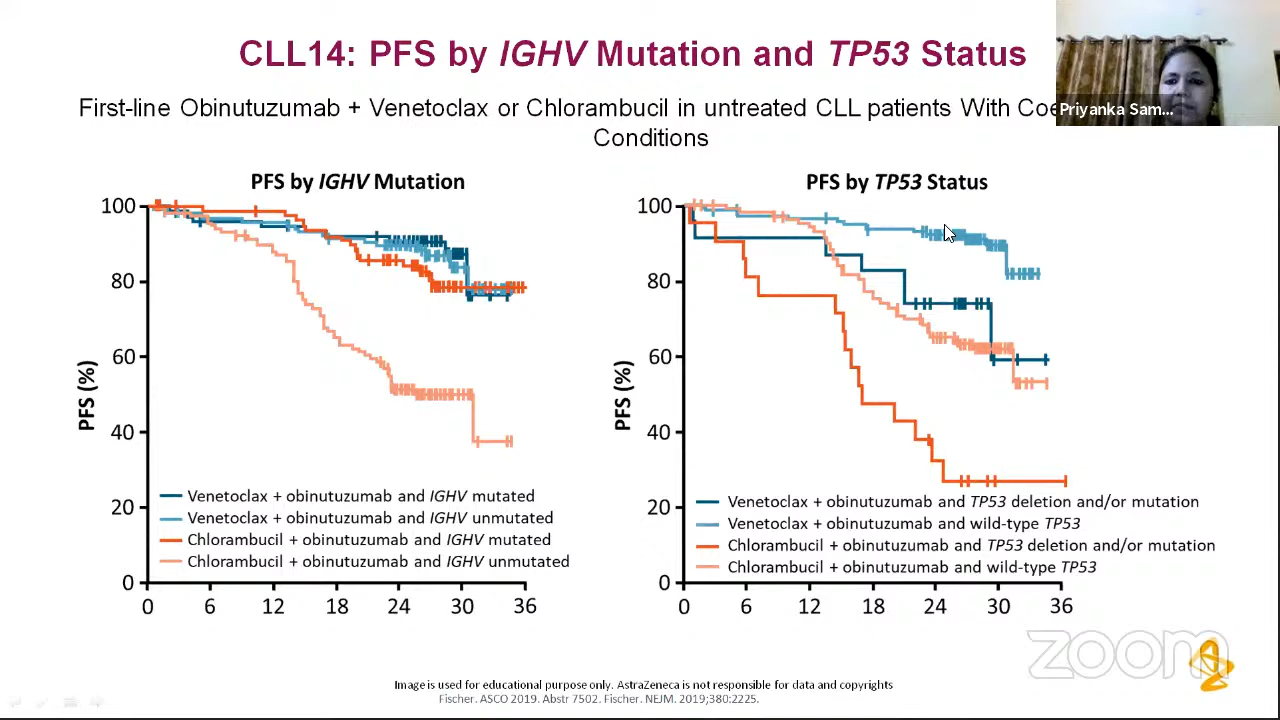 CLL14: PFS by IGHV Mutation and TP53 Status
First-line Obinutuzumab + Venetoclax or Chlorambucil in untreated CLL patients With
Conditions
Priyanka Sam...
PFS by IGHV Mutation
100
80
60
40
20
0
PFS (%)
Venetoclax + obinutuzumab and IGHV mutated
Venetoclax + obinutuzumab and IGHV unmutated
Chlorambucil + obinutuzumab and IGHV mutated
Chlorambucil + obinutuzumab and IGHV unmutated
0 6 12 18 24 30 36
PFS by TP53 Status
100
80
60
40
20
0
PFS (%)
Venetoclax + obinutuzumab and TP53 deletion and/or mutation
Venetoclax + obinutuzumab and wild-type TP53
Chlorambucil + obinutuzumab and TP53 deletion and/or mutation
Chlorambucil + obinutuzumab and wild-type TP53
0 6 12 18 24 30 36
zoom
Image is used for educational purpose only. AstraZeneca is not responsible for data and copyrights
Fischer. ASCO 2019. Abstr 7502. Fischer. NEJM. 2019;380:2225.